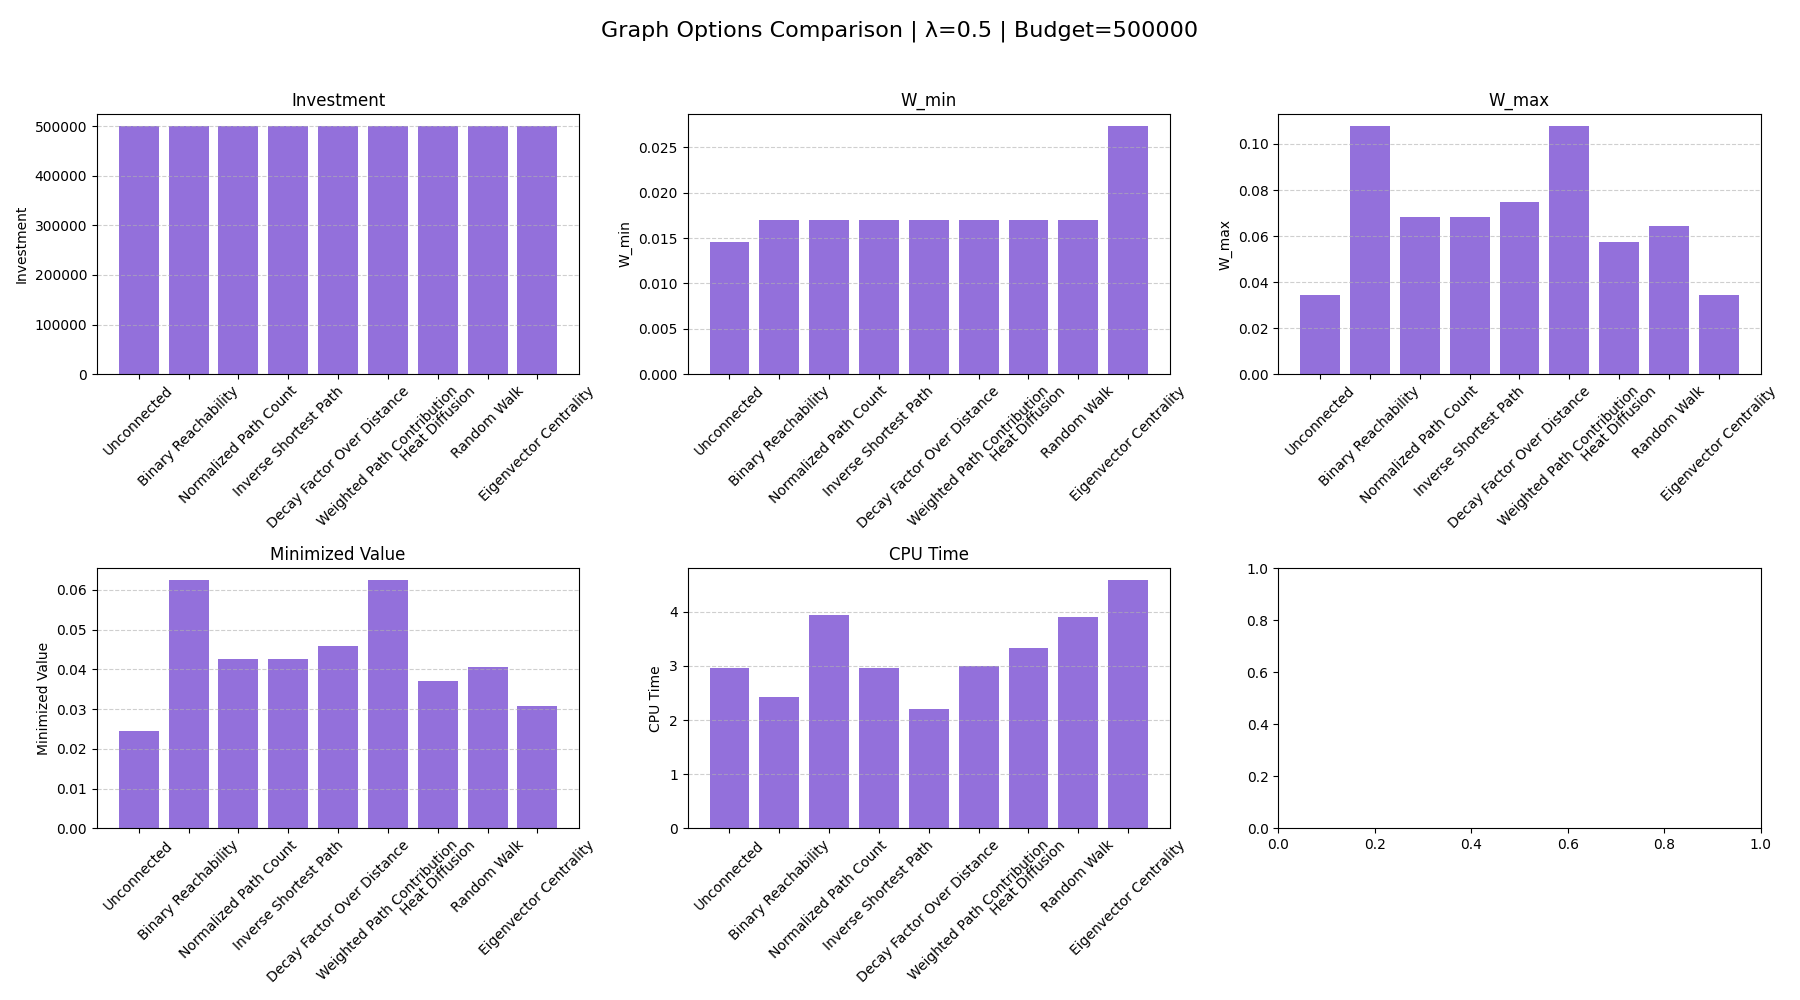 Graph Options Comparison | λ=0.5 | Budget=500000
Investment
Investment
500000
400000
300000
200000
100000
0
Unconnected
Binary Reachability
Normalized Path Count
Inverse Shortest Path
Decay Factor Over Distance
Weighted Path Contribution
Heat Diffusion
Random Walk
Eigenvector Centrality
W_min
W_min
0.025
0.020
0.015
0.010
0.005
0.000
Unconnected
Binary Reachability
Normalized Path Count
Inverse Shortest Path
Decay Factor Over Distance
Weighted Path Contribution
Heat Diffusion
Random Walk
Eigenvector Centrality
W_max
W_max
0.10
0.08
0.06
0.04
0.02
0.00
Unconnected
Binary Reachability
Normalized Path Count
Inverse Shortest Path
Decay Factor Over Distance
Weighted Path Contribution
Heat Diffusion
Random Walk
Eigenvector Centrality
Minimized Value
Minimized Value
0.06
0.05
0.04
0.03
0.02
0.01
0.00
Unconnected
Binary Reachability
Normalized Path Count
Inverse Shortest Path
Decay Factor Over Distance
Weighted Path Contribution
Heat Diffusion
Random Walk
Eigenvector Centrality
CPU Time
CPU Time
4
3
2
1
0
Unconnected
Binary Reachability
Normalized Path Count
Inverse Shortest Path
Decay Factor Over Distance
Weighted Path Contribution
Heat Diffusion
Random Walk
Eigenvector Centrality
1.0
0.8
0.6
0.4
0.2
0.0
0.0 0.2 0.4 0.6 0.8 1.0